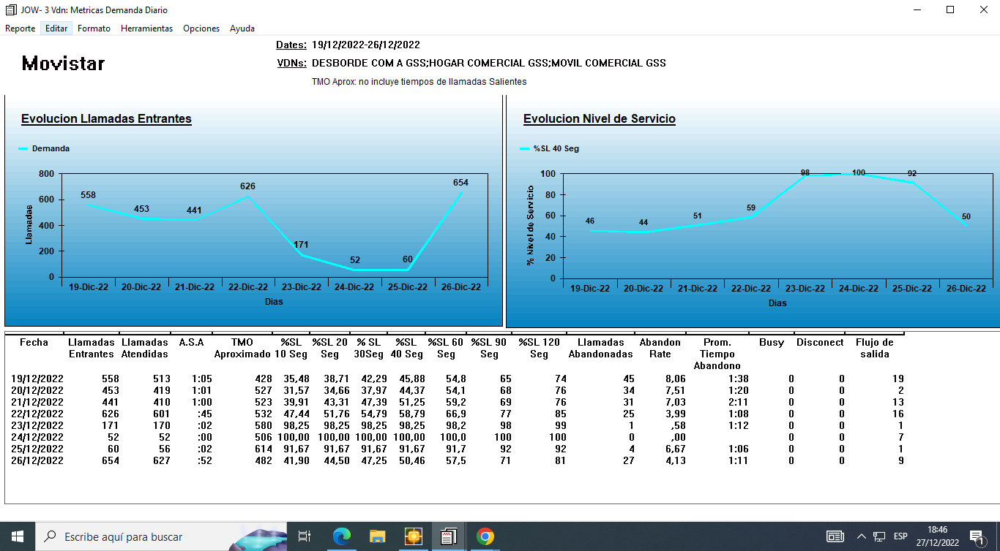 JOW- 3 Vdn: Metricas Demanda Diario
Reporte Editar Formato Herramientas Opciones Ayuda
Dates: 19/12/2022-26/12/2022
Movistar
VDNs: DESBORDE COM A GSS;HOGAR COMERCIAL GSS;MOVIL COMERCIAL GSS
TMO Aprox: no incluye tiempos de llamadas Salientes
Evolucion Llamadas Entrantes
Demanda
Llamadas
800
600
400
200
0
558 453 441 626 171 52 60 654
19-Dic-22 20-Dic-22 21-Dic-22 22-Dic-22 23-Dic-22 24-Dic-22 25-Dic-22 26-Dic-22
Dias
Evolucion Nivel de Servicio
%SL 40 Seg
% Nivel de Servicio
100
80
60
40
20
0
46 44 51 59 98 100 92 50
19-Dic-22 20-Dic-22 21-Dic-22 22-Dic-22 23-Dic-22 24-Dic-22 25-Dic-22 26-Dic-22
Dias
Fecha Llamadas Llamadas A.S.A TMO %SL %SL 20 % SL %SL %SL 60 %SL 90 %SL 120 Llamadas Abandon Prom. Busy Disconect Flujo de
Entrantes Atendidas Aproximado 10 Seg Seg 30Seg 40 Seg Seg Seg Seg Abandonadas Rate Tiempo salida
Abandono
19/12/2022 558 513 1:05 428 35,48 38,71 42,29 45,88 54,8 65 74 45 8,06 1:38 0 0 19
20/12/2022 453 419 1:01 527 31,57 34,66 37,97 44,37 54,1 68 76 34 7,51 1:20 0 0 2
21/12/2022 441 410 1:00 523 39,91 43,31 47,39 51,25 59,2 69 76 31 7,03 2:11 0 0 13
22/12/2022 626 601 :45 532 47,44 51,76 54,79 58,79 66,9 77 85 25 3,99 1:08 0 0 16
23/12/2022 171 170 :02 580 98,25 98,25 98,25 98,25 98,2 98 99 1 ,58 1:12 0 0 1
24/12/2022 52 52 :00 506 100,00 100,00 100,00 100,00 100,0 100 100 0 ,00 0 0 7
25/12/2022 60 56 :02 614 91,67 91,67 91,67 91,67 91,7 92 92 4 6,67 1:06 0 0 1
26/12/2022 654 627 :52 482 41,90 44,50 47,25 50,46 57,5 71 81 27 4,13 1:11 0 0 9
Escribe aquí para buscar
ESP
18:46
27/12/2022
1